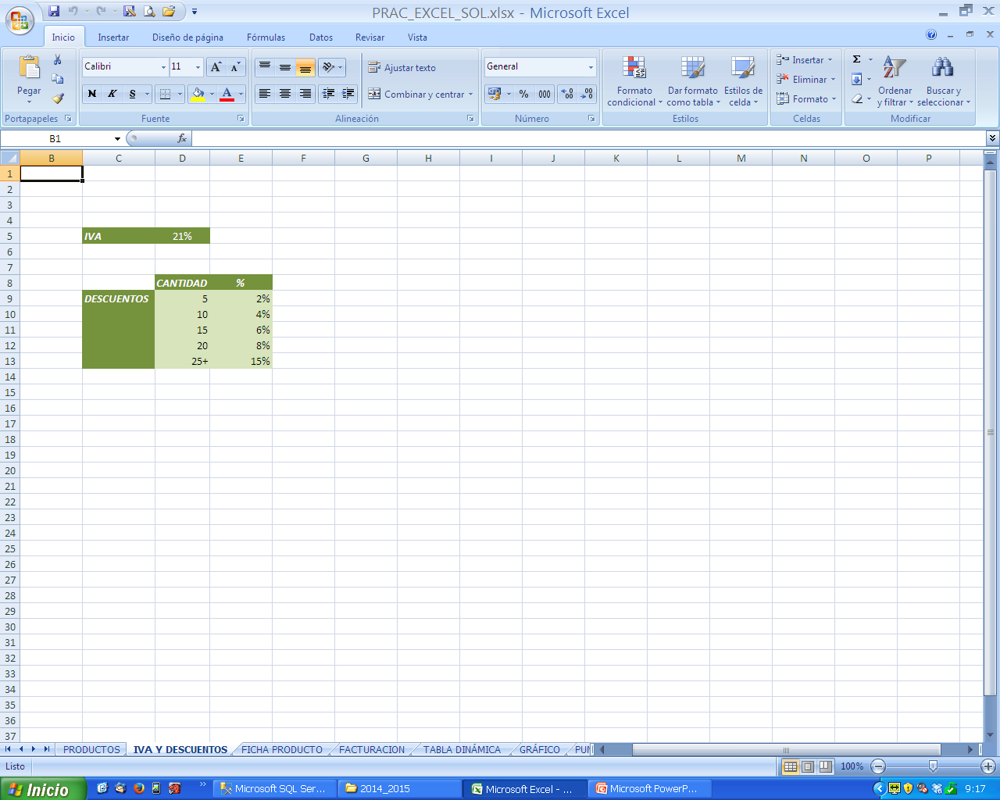 PRAC_EXCEL_SOL.xlsx - Microsoft Excel
Inicio Insertar Diseño de página Fórmulas Datos Revisar Vista
Pegar
Portapapeles
Calibri 11
N K S
A A A
Fuente
Ajustar texto
Combinar y centrar
Alineación
General
% 000
Número
Formato condicional
Dar formato como tabla
Estilos de celda
Estilos
Insertar
Eliminar
Formato
Celdas
Σ
Ordenar y filtrar
Buscar y seleccionar
Modificar
B1 fx
B C D E F G H I J K L M N O P
1
2
3
4
5 IVA 21%
6
7
8 CANTIDAD %
9 DESCUENTOS 5 2%
10 10 4%
11 15 6%
12 20 8%
13 25+ 15%
14
15
16
17
18
19
20
21
22
23
24
25
26
27
28
29
30
31
32
33
34
35
36
37
PRODUCTOS IVA Y DESCUENTOS FICHA PRODUCTO FACTURACION TABLA DINÁMICA GRÁFICO
Listo 100%
Inicio Microsoft SQL Ser... 2014_2015 Microsoft Excel - ... Microsoft PowerP... 9:17